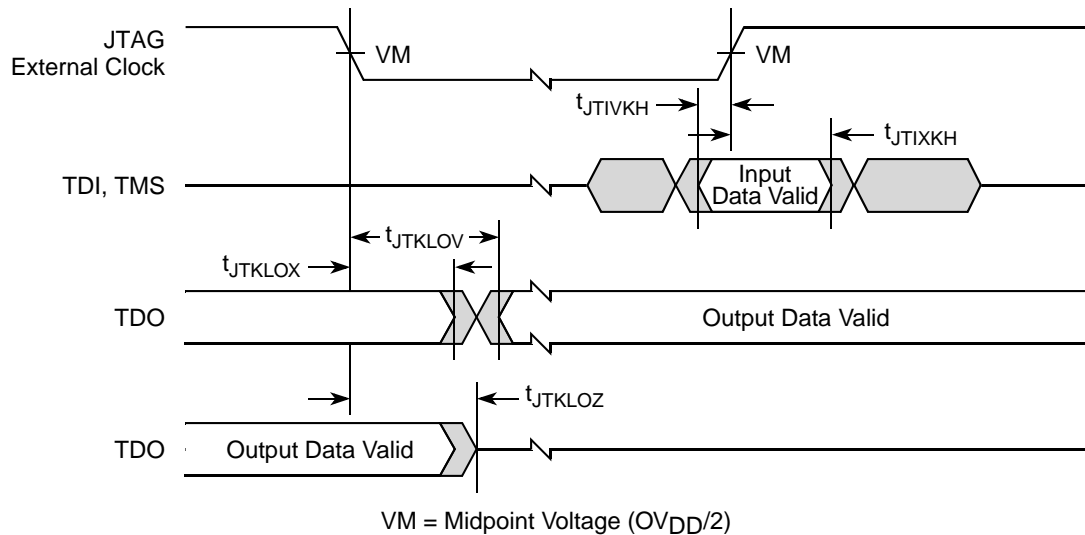 JTAG
External Clock
VM
VM
tJTIVKH
tJTIXKH
TDI, TMS
Input
Data Valid
tJTKLOV
tJTKLOX
TDO
Output Data Valid
tJTKLOZ
TDO
Output Data Valid
VM = Midpoint Voltage (OVDD/2)